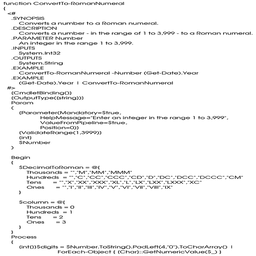 function ConvertTo-RomanNumeral
{
<#
.SYNOPSIS
Converts a number to a Roman numeral.
.DESCRIPTION
Converts a number - in the range of 1 to 3,999 - to a Roman numeral.
.PARAMETER Number
An integer in the range 1 to 3,999.
.INPUTS
System.Int32
.OUTPUTS
System.String
.EXAMPLE
ConvertTo-RomanNumeral -Number (Get-Date).Year
.EXAMPLE
(Get-Date).Year | ConvertTo-RomanNumeral
#>
[CmdletBinding()]
[OutputType([string])]
Param
(
[Parameter(Mandatory=$true,
HelpMessage="Enter an integer in the range 1 to 3,999",
ValueFromPipeline=$true,
Position=0)]
[ValidateRange(1,3999)]
[int]
$Number
)
Begin
{
$DecimalToRoman = @{
Thousands = "","M","MM","MMM"
Hundreds = "","C","CC","CCC","CD","D","DC","DCC","DCCC","CM"
Tens = "","X","XX","XXX","XL","L","LX","LXX","LXXX","XC"
Ones = "","I","II","III","IV","V","VI","VII","VIII","IX"
}
$column = @{
Thousands = 0
Hundreds = 1
Tens = 2
Ones = 3
}
}
Process
{
[int[]]$digits = $Number.ToString().PadLeft(4,"0").ToCharArray() |
ForEach-Object { [Char]::GetNumericValue($_) }